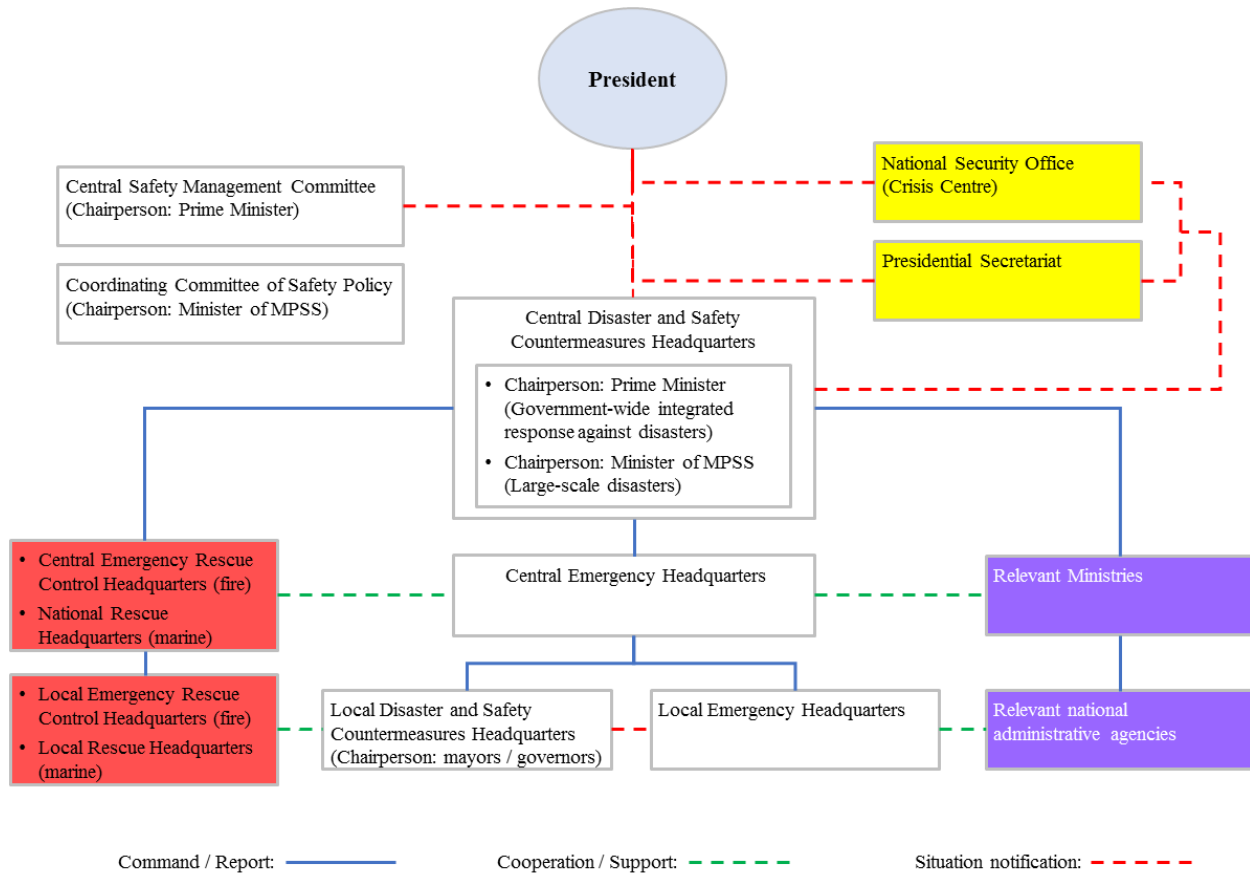 President
Central Safety Management Committee
(Chairperson: Prime Minister)
National Security Office
(Crisis Centre)
Coordinating Committee of Safety Policy
(Chairperson: Minister of MPSS)
Presidential Secretariat
Central Disaster and Safety
Countermeasures Headquarters
• Chairperson: Prime Minister
(Government-wide integrated
response against disasters)
• Chairperson: Minister of MPSS
(Large-scale disasters)
• Central Emergency Rescue
Control Headquarters (fire)
• National Rescue
Headquarters (marine)
Central Emergency Headquarters
Relevant Ministries
• Local Emergency Rescue
Control Headquarters (fire)
• Local Rescue Headquarters
(marine)
Local Disaster and Safety
Countermeasures Headquarters
(Chairperson: mayors / governors)
Local Emergency Headquarters
Relevant national
administrative agencies
Command / Report:
Cooperation / Support:
Situation notification: